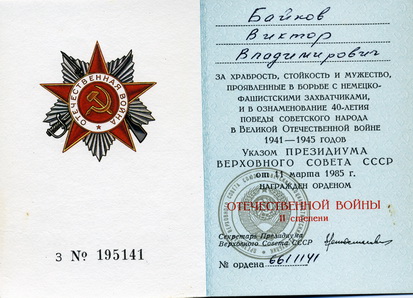 ОТЕЧЕСТВЕННАЯ ВОЙНА
З № 195141
Байков
Виктор
Владимирович
ЗА ХРАБРОСТЬ, СТОЙКОСТЬ И МУЖЕСТВО,
ПРОЯВЛЕННЫЕ В БОРЬБЕ С НЕМЕЦКО-
ФАШИСТСКИМИ ЗАХВАТЧИКАМИ,
И В ОЗНАМЕНОВАНИЕ 40-ЛЕТИЯ
ПОБЕДЫ СОВЕТСКОГО НАРОДА
В ВЕЛИКОЙ ОТЕЧЕСТВЕННОЙ ВОЙНЕ
1941—1945 ГОДОВ
Указом ПРЕЗИДИУМА
ВЕРХОВНОГО СОВЕТА СССР
от 11 марта 1985 г.
НАГРАЖДЕН ОРДЕНОМ
ОТЕЧЕСТВЕННОЙ ВОЙНЫ
II степени
Секретарь Президиума
Верховного Совета СССР
№ ордена 6611141